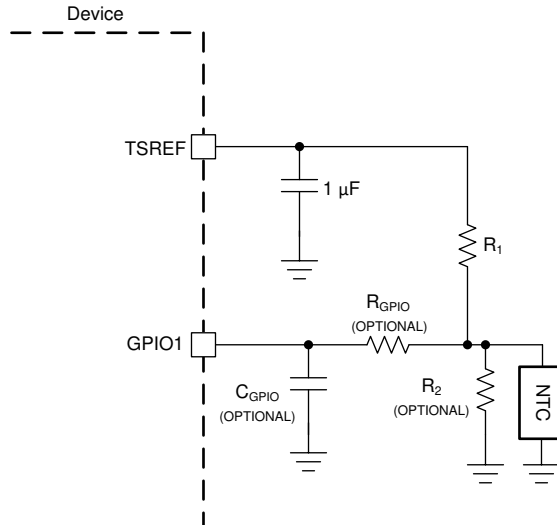 Device
TSREF
1 µF
R1
RGPIO
(OPTIONAL)
GPIO1
CGPIO
(OPTIONAL)
R2
(OPTIONAL)
NTC